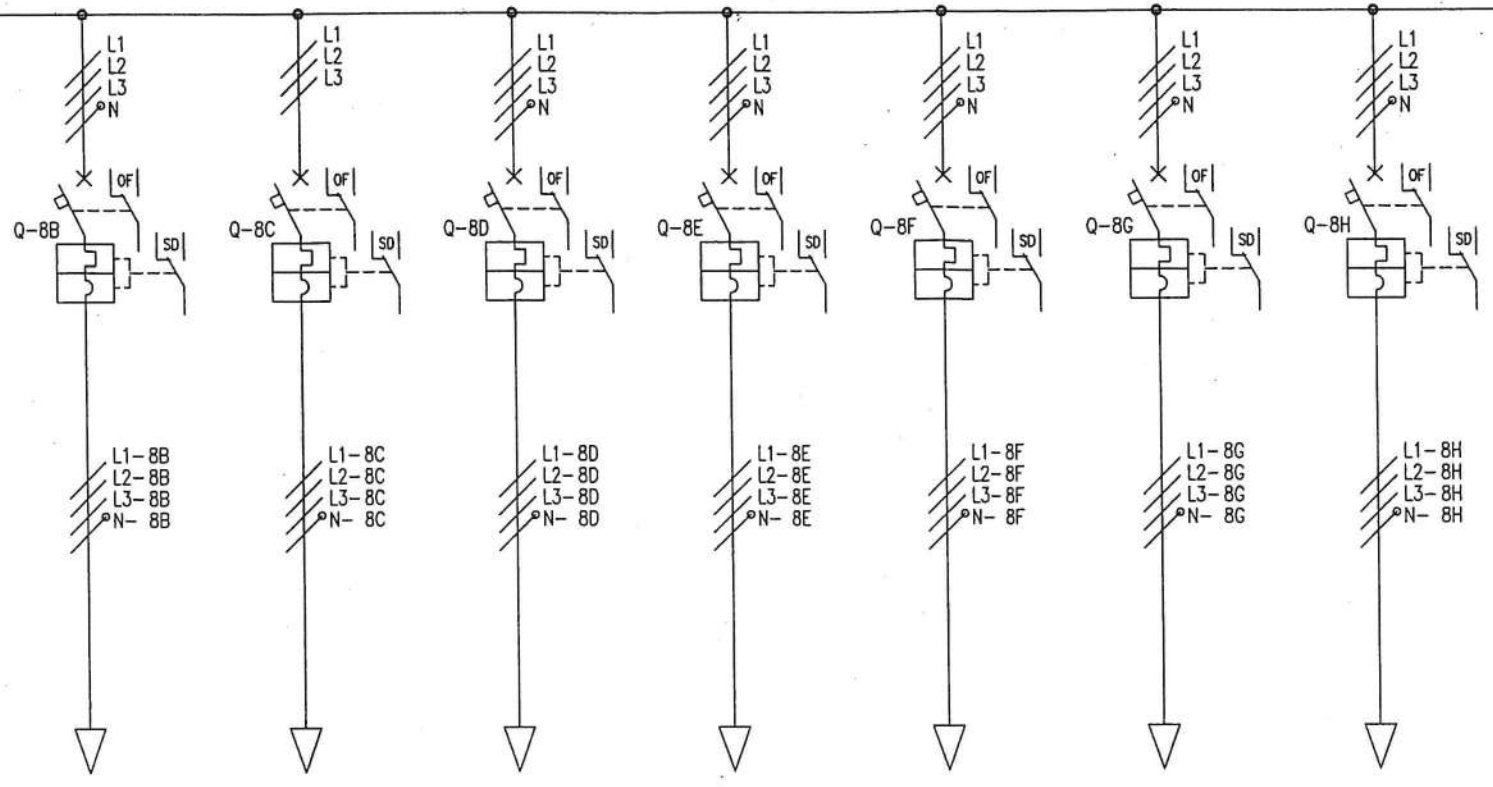 L1
L2
L3
N
L1
L2
L3
L1
L2
L3
N
L1
L2
L3
N
L1
L2
L3
N
L1
L2
L3
N
L1
L2
L3
N
OF
OF
OF
OF
OF
OF
OF
Q-8B
Q-8C
Q-8D
Q-8E
Q-8F
Q-8G
Q-8H
SD
SD
SD
SD
SD
SD
SD
L1-8B
L2-8B
L3-8B
N- 8B
L1-8C
L2-8C
L3-8C
N- 8C
L1-8D
L2-8D
L3-8D
N- 8D
L1-8E
L2-8E
L3-8E
N- 8E
L1-8F
L2-8F
L3-8F
N- 8F
L1-8G
L2-8G
L3-8G
N- 8G
L1-8H
L2-8H
L3-8H
N- 8H